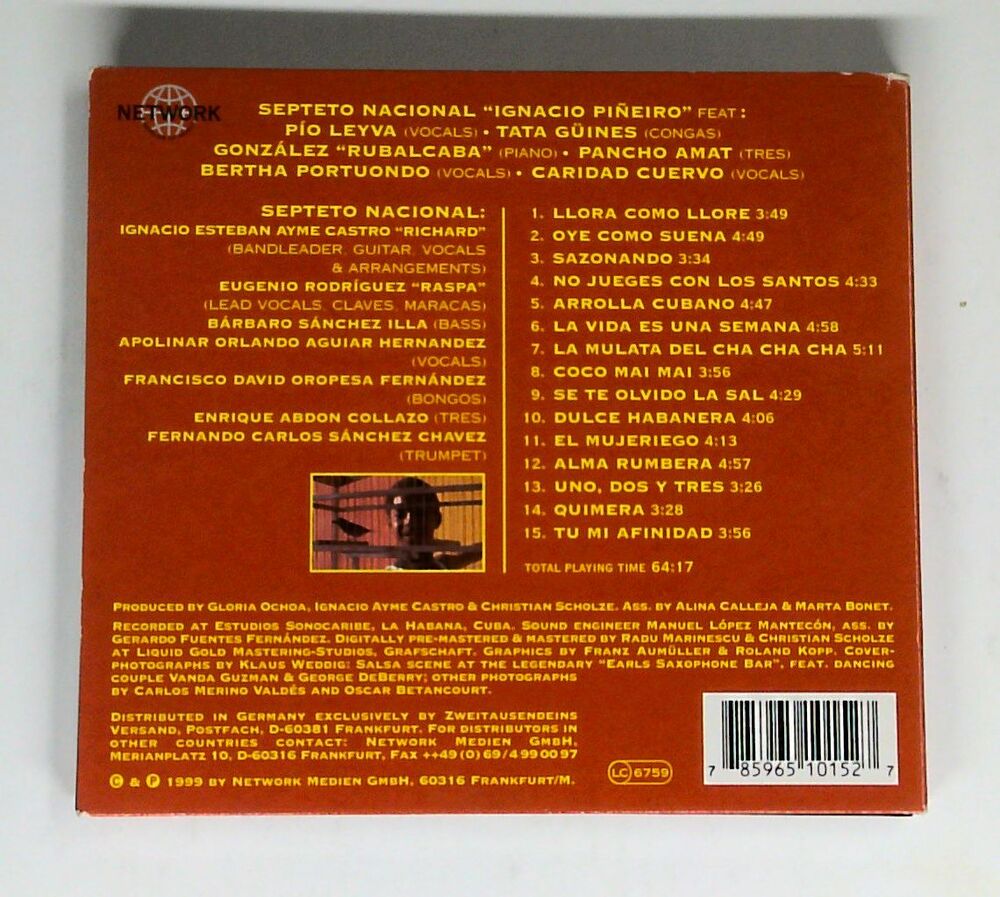 NETWORK
SEPTETO NACIONAL "IGNACIO PIÑEIRO" FEAT:
PÍO LEYVA (VOCALS) • TATA GÜINES (CONGAS)
GONZÁLEZ "RUBALCABA" (PIANO) • PANCHO AMAT (TRES)
BERTHA PORTUONDO (VOCALS) • CARIDAD CUERVO (VOCALS)
SEPTETO NACIONAL:
IGNACIO ESTEBAN AYME CASTRO "RICHARD"
(BANDLEADER, GUITAR, VOCALS
& ARRANGEMENTS)
EUGENIO RODRÍGUEZ "RASPA"
(LEAD VOCALS, CLAVES, MARACAS)
BÁRBARO SÁNCHEZ ILLA (BASS)
APOLINAR ORLANDO AGUIAR HERNANDEZ
(VOCALS)
FRANCISCO DAVID OROPESA FERNÁNDEZ
(BONGOS)
ENRIQUE ABDON COLLAZO (TRES)
FERNANDO CARLOS SÁNCHEZ CHAVEZ
(TRUMPET)
1. LLORA COMO LLORE 3:49
2. OYE COMO SUENA 4:49
3. SAZONANDO 3:34
4. NO JUEGES CON LOS SANTOS 4:33
5. ARROLLA CUBANO 4:47
6. LA VIDA ES UNA SEMANA 4:58
7. LA MULATA DEL CHA CHA CHA 5:11
8. COCO MAI MAI 3:56
9. SE TE OLVIDO LA SAL 4:29
10. DULCE HABANERA 4:06
11. EL MUJERIEGO 4:13
12. ALMA RUMBERA 4:57
13. UNO, DOS Y TRES 3:26
14. QUIMERA 3:28
15. TU MI AFINIDAD 3:56
TOTAL PLAYING TIME 64:17
PRODUCED BY GLORIA OCHOA, IGNACIO AYME CASTRO & CHRISTIAN SCHOLZE. ASS. BY ALINA CALLEJA & MARTA BONET.
RECORDED AT ESTUDIOS SONOCARIBE, LA HABANA, CUBA. SOUND ENGINEER MANUEL LÓPEZ MANTECÓN, ASS. BY
GERARDO FUENTES FERNÁNDEZ. DIGITALLY PRE-MASTERED & MASTERED BY RADU MARINESCU & CHRISTIAN SCHOLZE
AT LIQUID GOLD MASTERING-STUDIOS, GRAFSCHAFT. GRAPHICS BY FRANZ AUMÜLLER & ROLAND KOPP. COVER-
PHOTOGRAPHS BY KLAUS WEDDIG: SALSA SCENE AT THE LEGENDARY "EARLS SAXOPHONE BAR", FEAT. DANCING
COUPLE VANDA GUZMAN & GEORGE DEBERRY; OTHER PHOTOGRAPHS
BY CARLOS MERINO VALDÉS AND OSCAR BETANCOURT.
DISTRIBUTED IN GERMANY EXCLUSIVELY BY ZWEITAUSENDEINS
VERSAND, POSTFACH, D-60381 FRANKFURT. FOR DISTRIBUTORS IN
OTHER COUNTRIES CONTACT: NETWORK MEDIEN GMBH,
MERIANPLATZ 10, D-60316 FRANKFURT, FAX ++49 (0) 69/4 99 00 97
© & ℗ 1999 BY NETWORK MEDIEN GMBH, 60316 FRANKFURT/M.
LC 6759
7 85965 10152 7